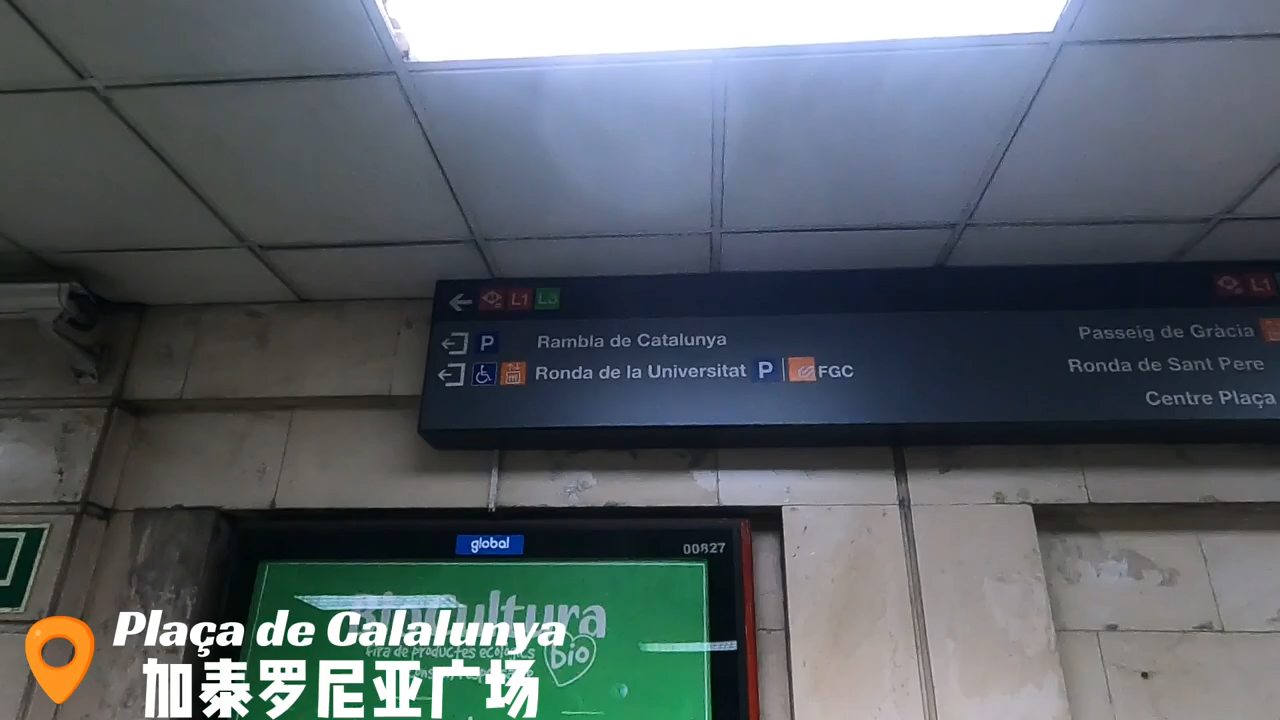 L1 L3
L1
P Rambla de Catalunya
Passeig de Gràcia
Ronda de la Universitat P FGC
Ronda de Sant Pere
Centre Plaça
global
00827
BioCultura
fira de productes ecològics
bio
Plaça de Calalunya
加泰罗尼亚广场